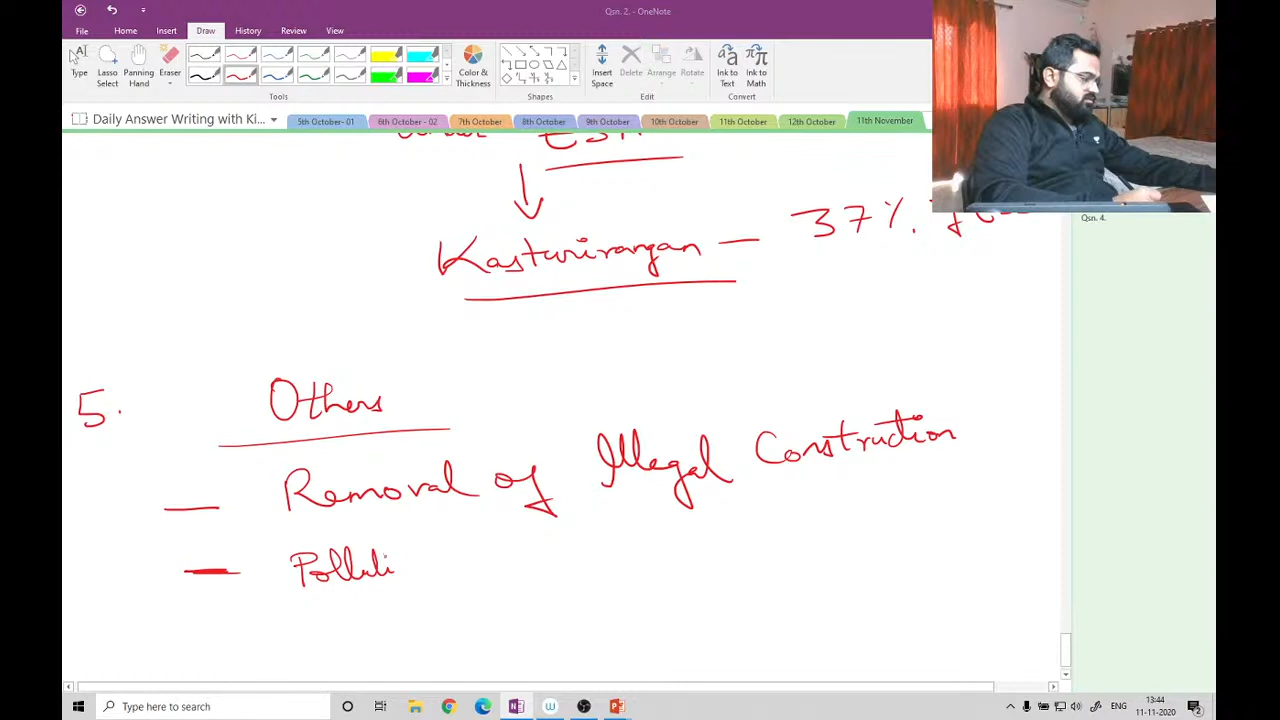 Qsn. 2. - OneNote
File Home Insert Draw History Review View
Type Lasso Select Panning Hand Eraser Color & Thickness Insert Space Delete Arrange Rotate Ink to Text Ink to Math
Tools Shapes Edit Convert
Daily Answer Writing with Ki... 5th October- 01 6th October - 02 7th October 8th October 9th October 10th October 11th October 12th October 11th November
Qsn. 4.
Kasturirangan — 37%.
5. Others
— Removal of Illegal Construction
— Polluti
Type here to search
ENG 13:44
11-11-2020
2